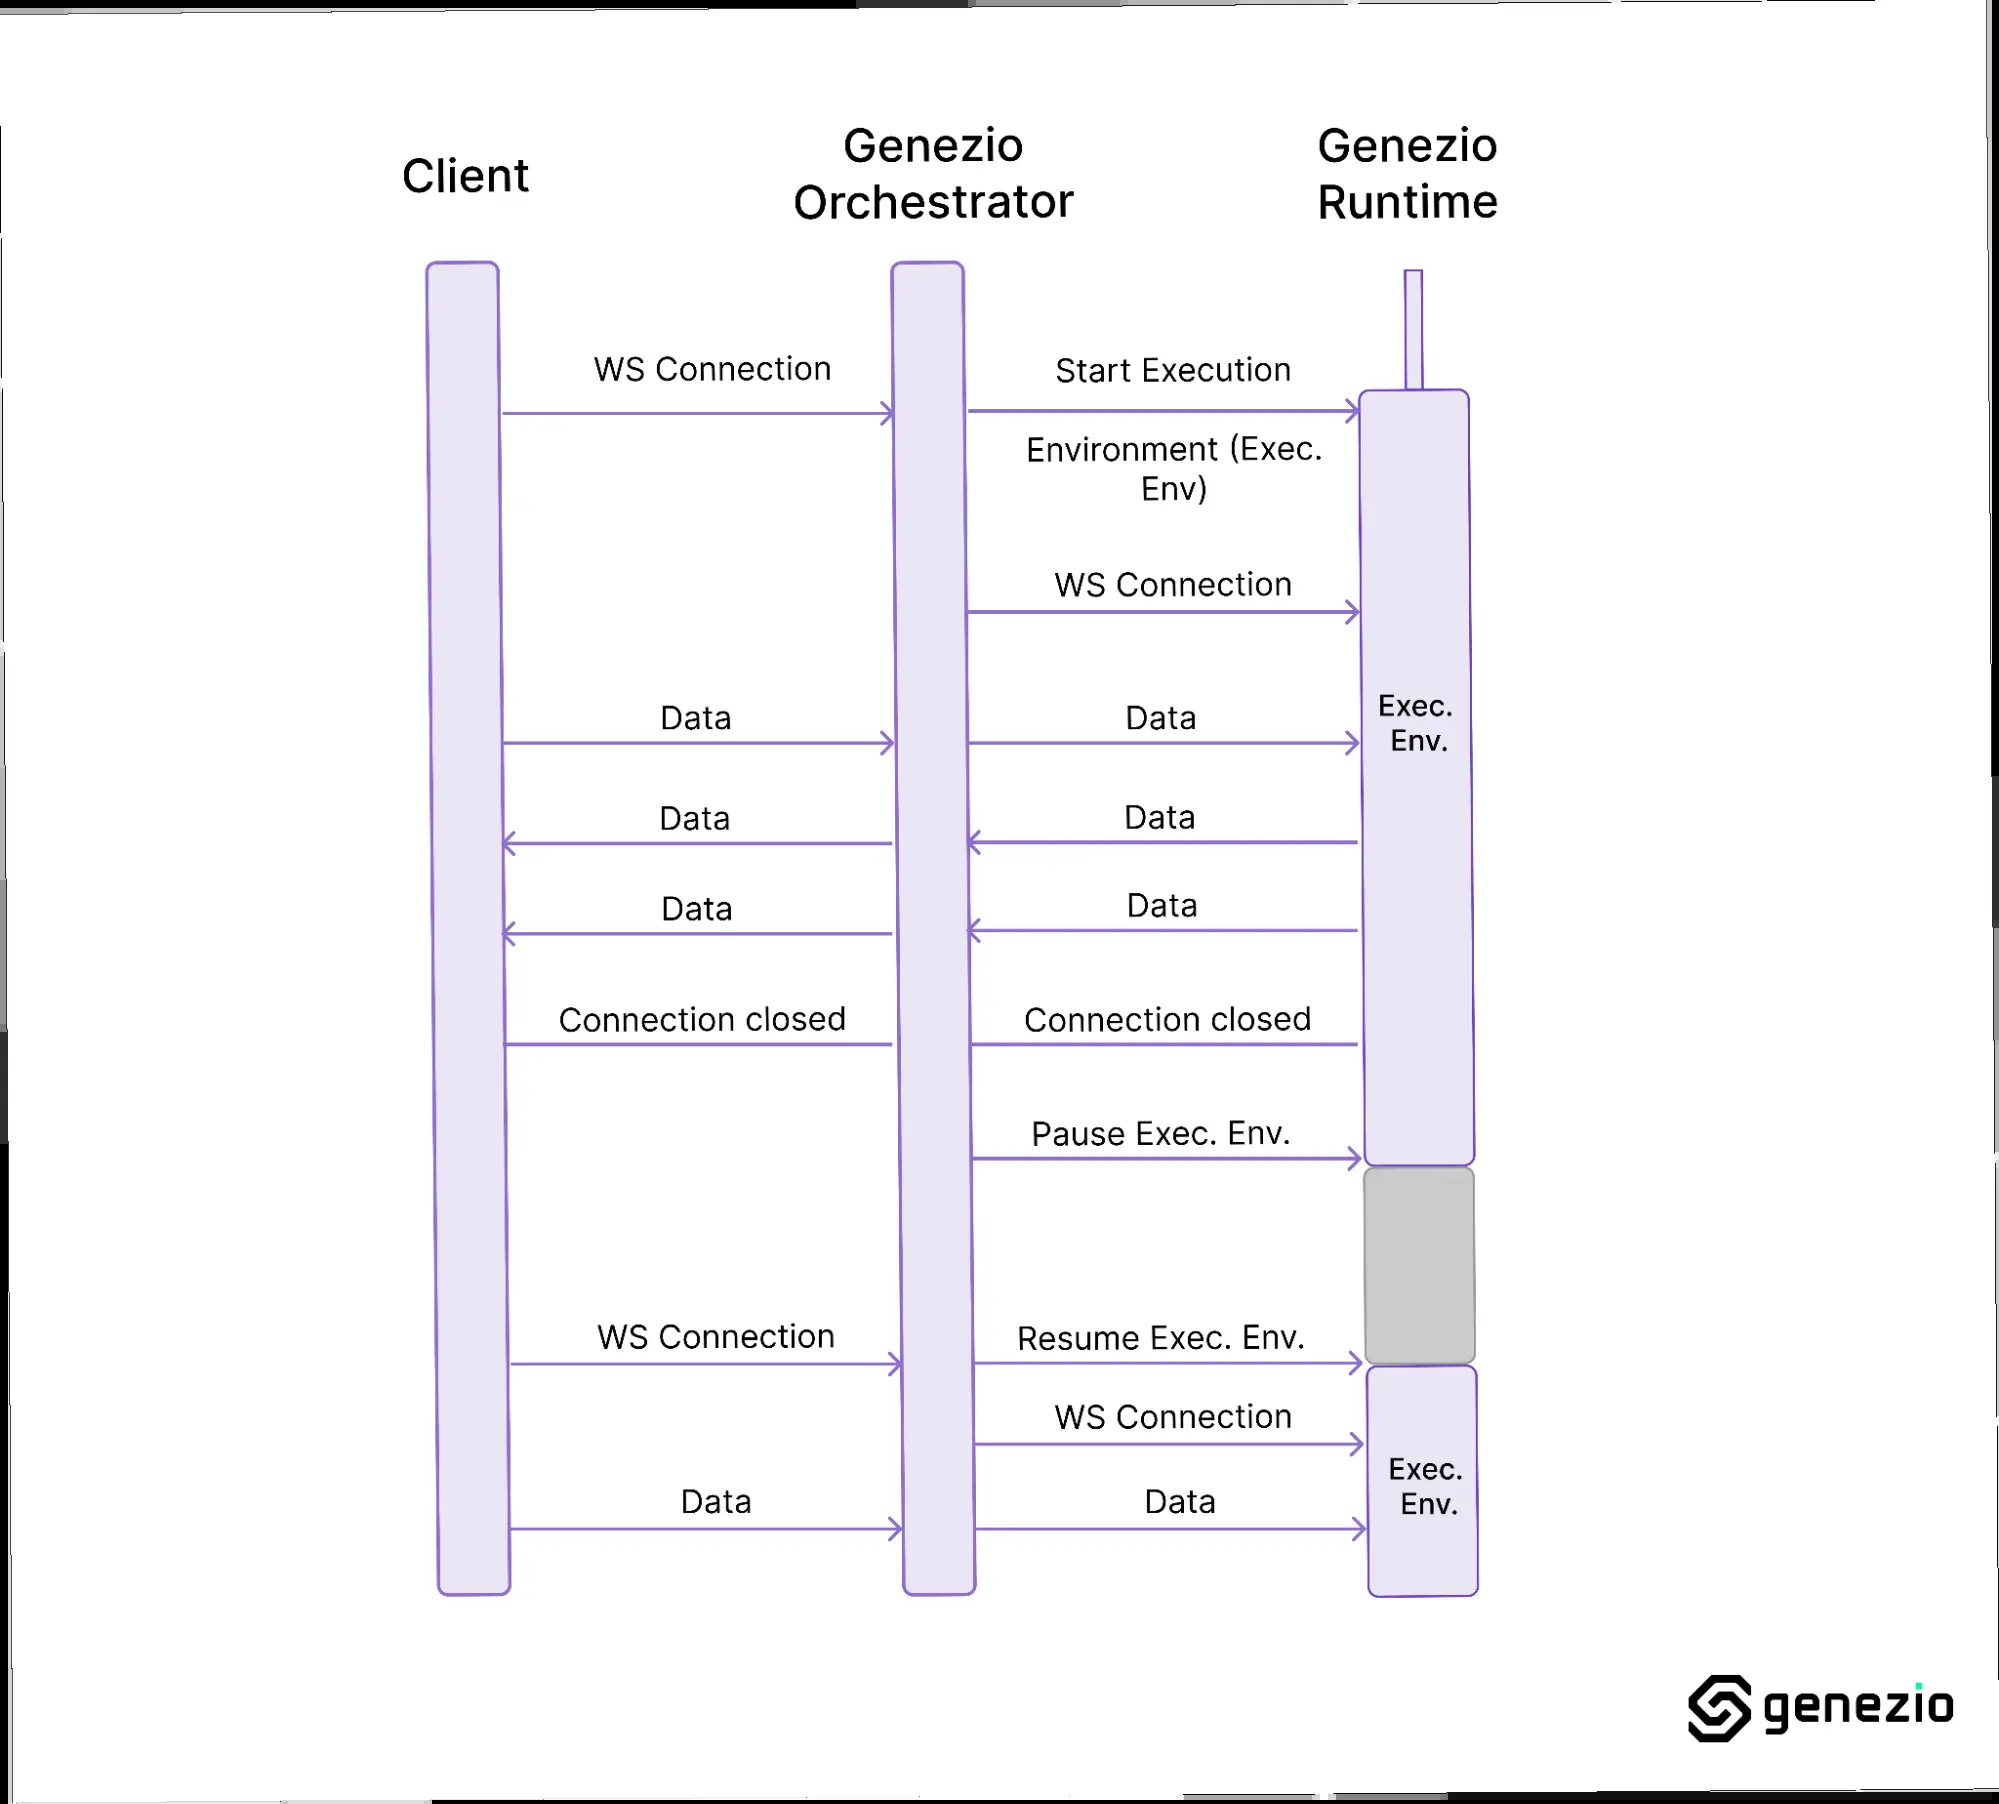 Client
Genezio
Orchestrator
Genezio
Runtime
WS Connection
Start Execution
Environment (Exec.
Env)
WS Connection
Data
Data
Exec.
Env.
Data
Data
Data
Data
Connection closed
Connection closed
Pause Exec. Env.
WS Connection
Resume Exec. Env.
WS Connection
Exec.
Env.
Data
Data
genezio